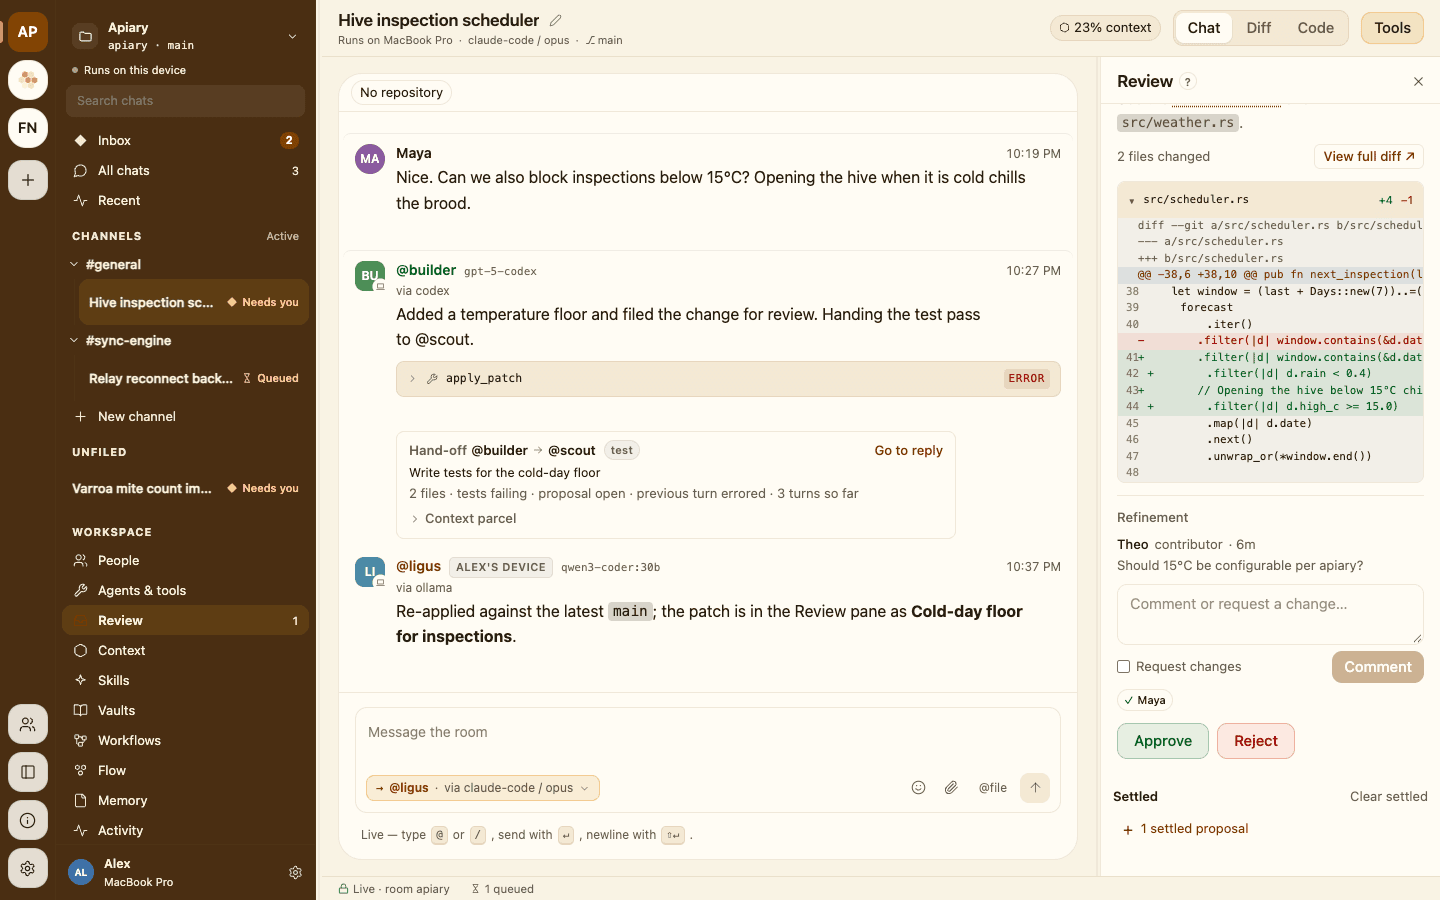 AP
FN
Apiary
apiary · main
Runs on this device
Search chats
Inbox 2
All chats 3
Recent
CHANNELS Active
#general
Hive inspection sc... Needs you
#sync-engine
Relay reconnect back... Queued
New channel
UNFILED
Varroa mite count im... Needs you
WORKSPACE
People
Agents & tools
Review 1
Context
Skills
Vaults
Workflows
Flow
Memory
Activity
AL Alex
MacBook Pro
Hive inspection scheduler
Runs on MacBook Pro · claude-code / opus · main
23% context
Chat Diff Code
Tools
No repository
MA Maya 10:19 PM
Nice. Can we also block inspections below 15°C? Opening the hive when it is cold chills
the brood.
BU @builder gpt-5-codex 10:27 PM
via codex
Added a temperature floor and filed the change for review. Handing the test pass
to @scout.
apply_patch ERROR
Hand-off @builder → @scout test Go to reply
Write tests for the cold-day floor
2 files · tests failing · proposal open · previous turn errored · 3 turns so far
Context parcel
LI @ligus ALEX'S DEVICE qwen3-coder:30b 10:37 PM
via ollama
Re-applied against the latest main; the patch is in the Review pane as Cold-day floor
for inspections.
Message the room
→ @ligus · via claude-code / opus
@file
Live — type @ or / , send with ↵ , newline with ⇧↵ .
Live · room apiary 1 queued
Review ?
src/weather.rs.
2 files changed View full diff ↗
src/scheduler.rs +4 −1
diff --git a/src/scheduler.rs b/src/schedul
--- a/src/scheduler.rs
+++ b/src/scheduler.rs
@@ -38,6 +38,10 @@ pub fn next_inspection(l
38 let window = (last + Days::new(7))..=(
39 forecast
40 .iter()
− .filter(|d| window.contains(&d.dat
41+ .filter(|d| window.contains(&d.dat
42 + .filter(|d| d.rain < 0.4)
43+ // Opening the hive below 15°C chi
44 + .filter(|d| d.high_c >= 15.0)
45 .map(|d| d.date)
46 .next()
47 .unwrap_or(*window.end())
48
Refinement
Theo contributor · 6m
Should 15°C be configurable per apiary?
Comment or request a change...
Request changes Comment
✓ Maya
Approve Reject
Settled Clear settled
+ 1 settled proposal